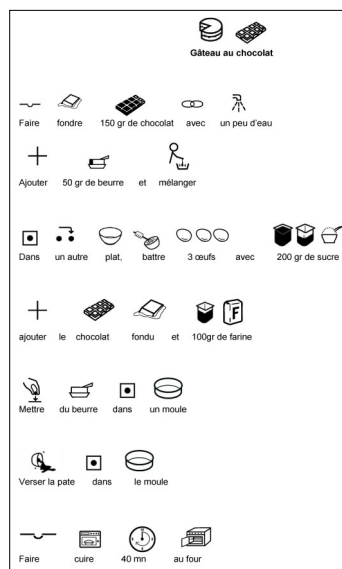 Gâteau au chocolat
Faire fondre 150 gr de chocolat avec un peu d'eau
Ajouter 50 gr de beurre et mélanger
Dans un autre plat, battre 3 œufs avec 200 gr de sucre
ajouter le chocolat fondu et 100gr de farine
Mettre du beurre dans un moule
Verser la pate dans le moule
Faire cuire 40 mn au four